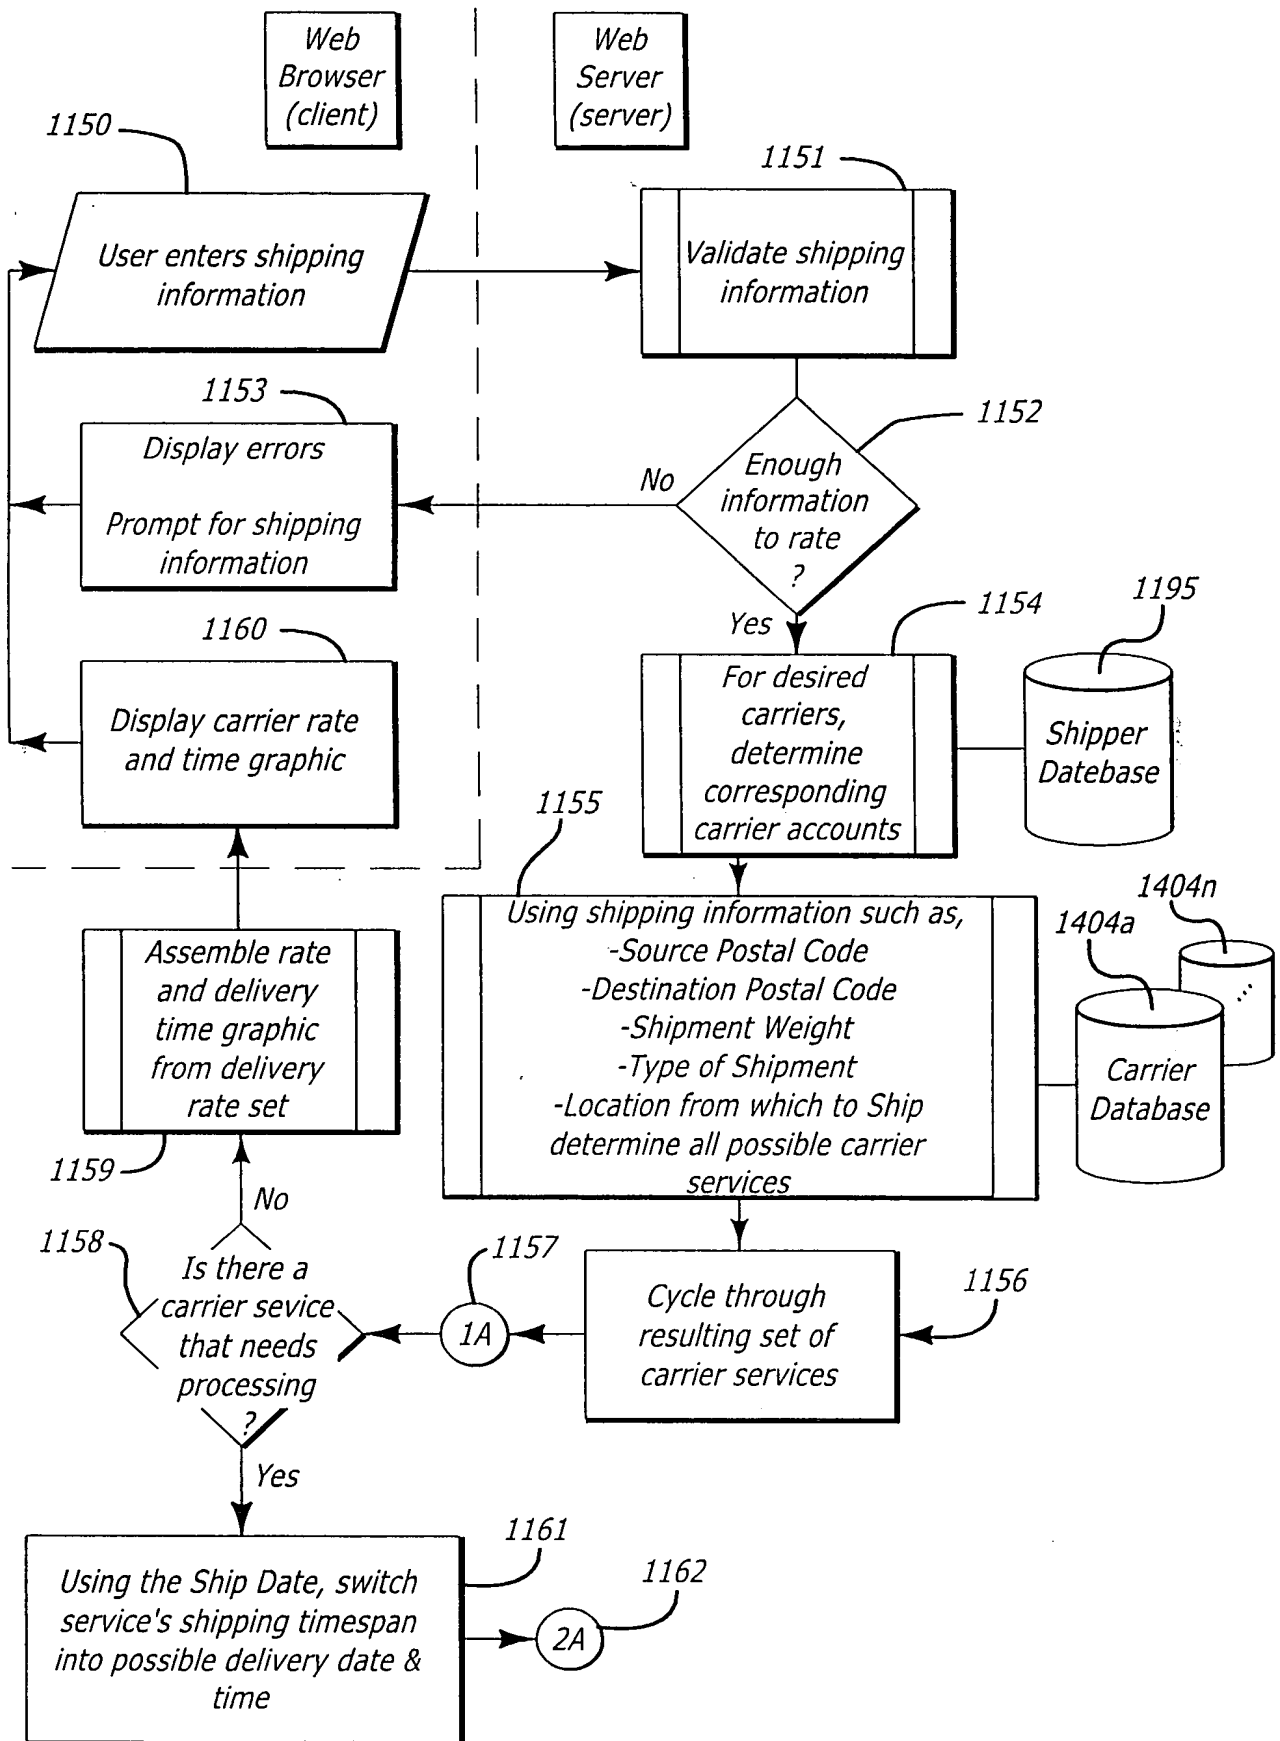 Web
Browser
(client)
Web
Server
(server)
1150
1151
User enters shipping
information
Validate shipping
information
1153
1152
Display errors
Prompt for shipping
information
No
Enough
information
to rate
?
Yes
1160
1154
1195
Display carrier rate
and time graphic
For desired
carriers,
determine
corresponding
carrier accounts
Shipper
Datebase
1155
1404n
1404a
Assemble rate
and delivery
time graphic
from delivery
rate set
Using shipping information such as,
-Source Postal Code
-Destination Postal Code
-Shipment Weight
-Type of Shipment
-Location from which to Ship
determine all possible carrier
services
Carrier
Database
1159
No
1158
1157
1156
Is there a
carrier sevice
that needs
processing
?
1A
Cycle through
resulting set of
carrier services
Yes
1161
1162
Using the Ship Date, switch
service's shipping timespan
into possible delivery date &
time
2A